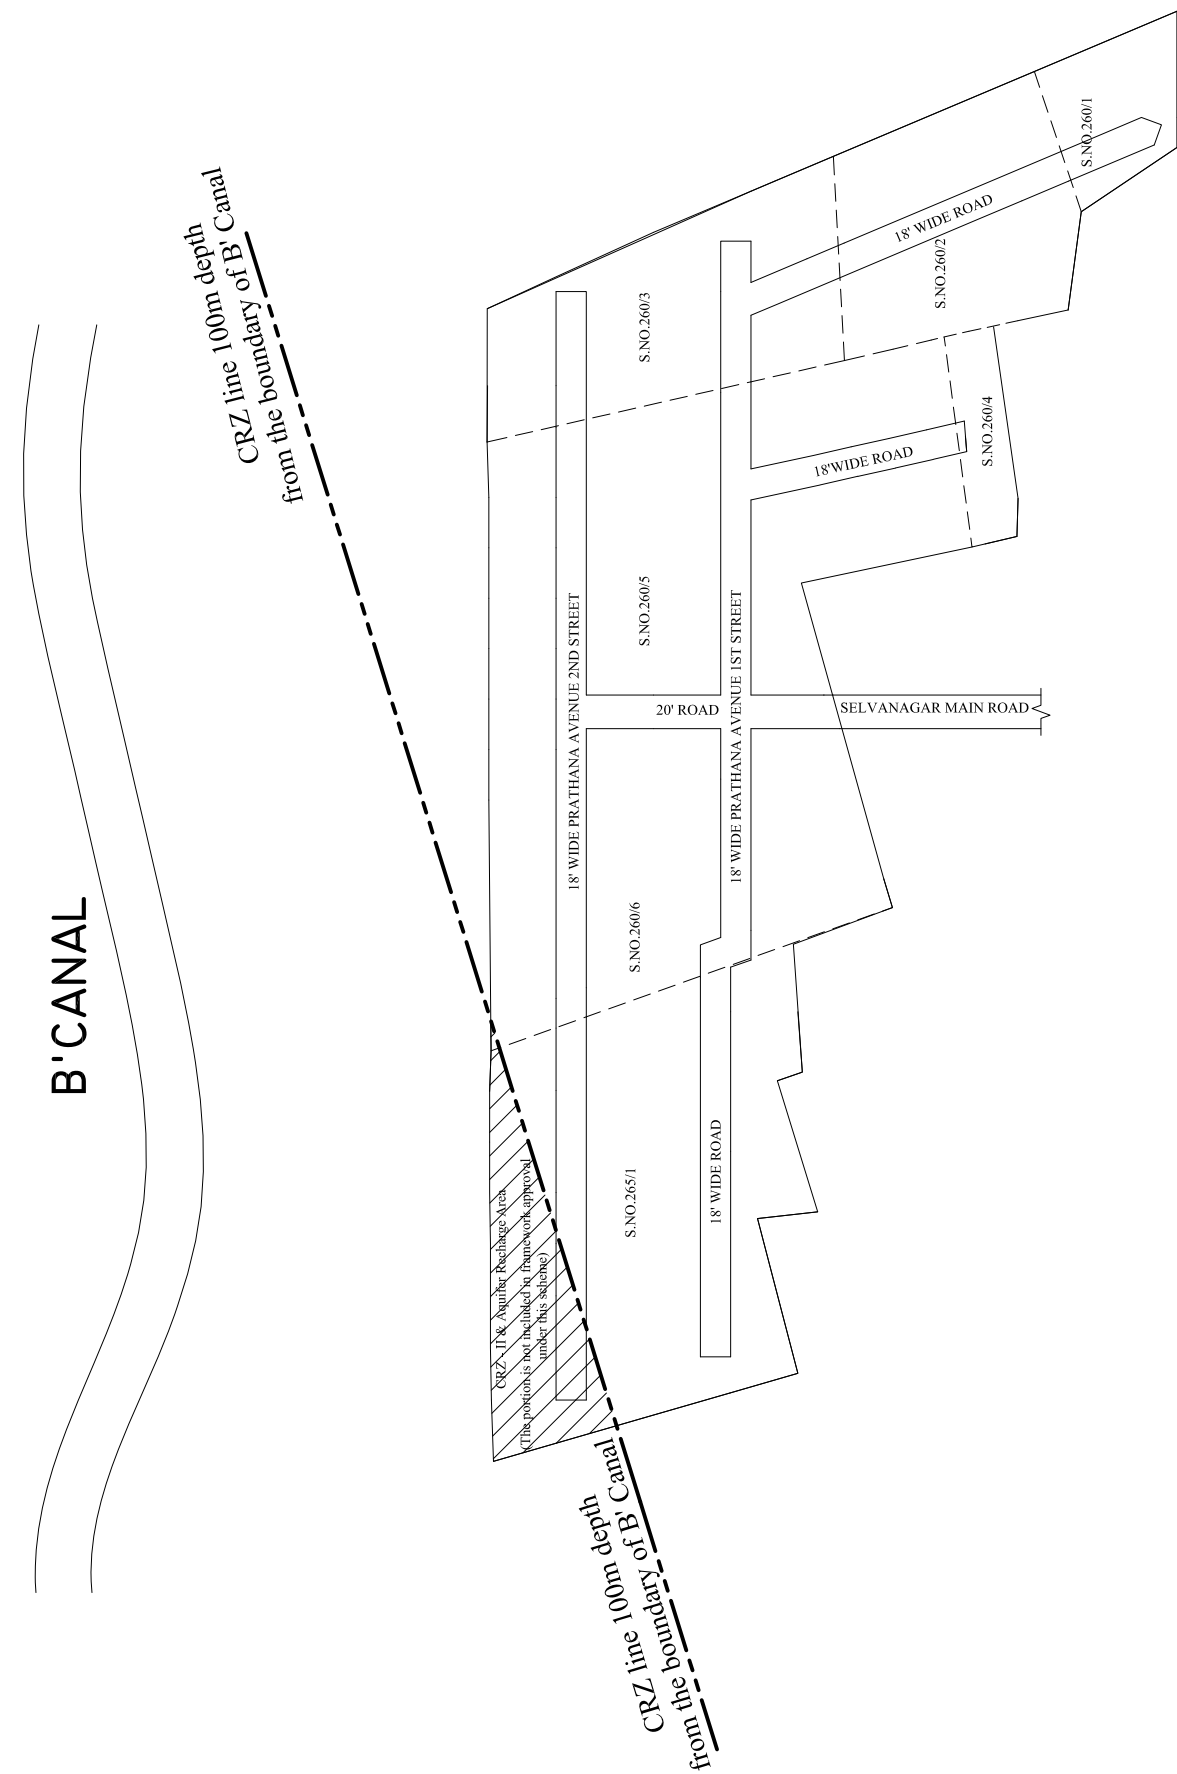 B'CANAL
CRZ line 100m depth
from the boundary of B' Canal
S.NO.260/1
18' WIDE ROAD
S.NO.260/2
S.NO.260/3
S.NO.260/4
18'WIDE ROAD
S.NO.260/5
18' WIDE PRATHANA AVENUE 2ND STREET
18' WIDE PRATHANA AVENUE 1ST STREET
20' ROAD
SELVANAGAR MAIN ROAD
S.NO.260/6
18' WIDE ROAD
S.NO.265/1
CRZ - II & Aquifer Recharge Area
(The portion is not included in framework approval
under this scheme)
CRZ line 100m depth
from the boundary of B' Canal